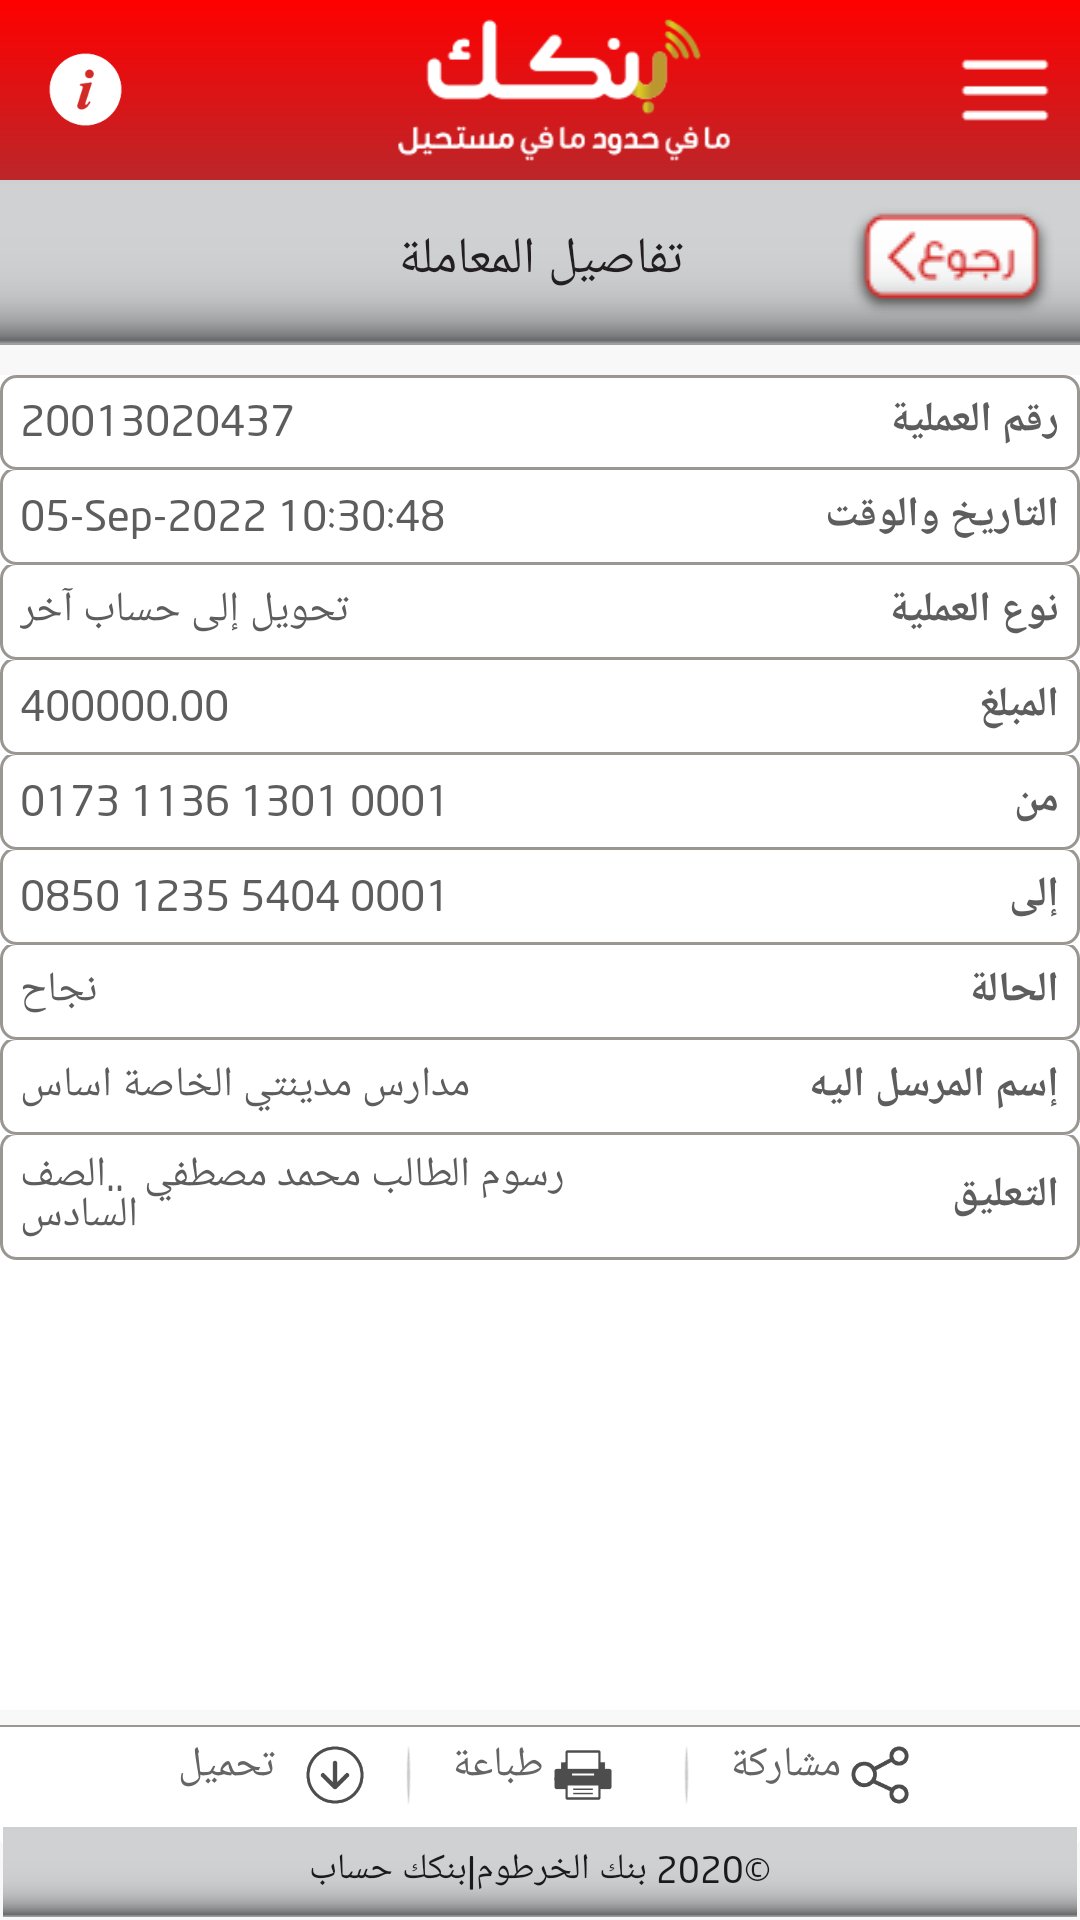 بنكك
ما في حدود ما في مستحيل
i
تفاصيل المعاملة
رجوع
رقم العملية 20013020437
التاريخ والوقت 05-Sep-2022 10:30:48
نوع العملية تحويل إلى حساب آخر
المبلغ 400000.00
من 0173 1136 1301 0001
إلى 0850 1235 5404 0001
الحالة نجاح
إسم المرسل اليه مدارس مدينتي الخاصة اساس
التعليق رسوم الطالب محمد مصطفي ..الصف
السادس
مشاركة طباعة تحميل
©2020 بنك الخرطوم|بنكك حساب